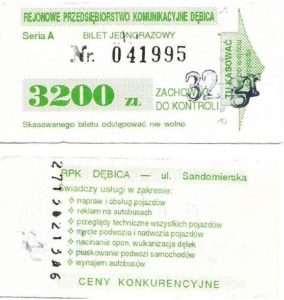 REJONOWE PRZEDSIĘBIORSTWO KOMUNIKACYJNE DĘBICA
Seria A BILET JEDNORAZOWY
Nr. 041995
3200 ZŁ
ZACHOWAĆ
DO KONTROLI
TU KASOWAĆ
Skasowanego biletu odstępować nie wolno
RPK DĘBICA — ul. Sandomierska
Świadczy usługi w zakresie:
napraw i obsług pojazdów
reklam na autobusach
przeglądy techniczne wszystkich pojazdów
mycie podwozia i nadwozia pojazdów
nacinanie opon, wulkanizacja dętek
piaskowanie podwozi samochodów
wynajem autobusów
CENY KONKURENCYJNE